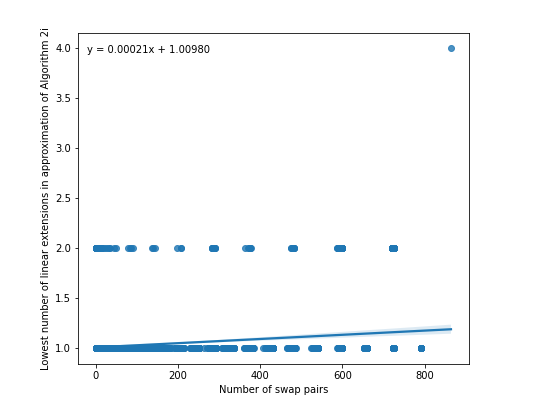 Lowest number of linear extensions in approximation of Algorithm 2i
4.0
3.5
3.0
2.5
2.0
1.5
1.0
y = 0.00021x + 1.00980
0 200 400 600 800
Number of swap pairs